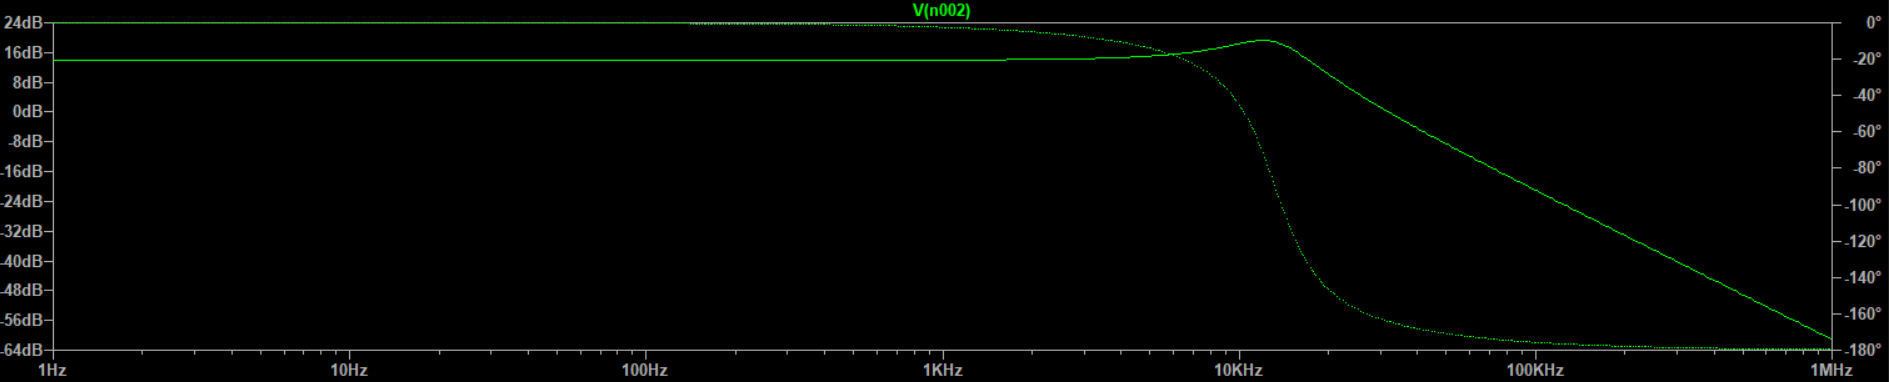 V(n002)
24dB
16dB
8dB
0dB
-8dB
-16dB
-24dB
-32dB
-40dB
-48dB
-56dB
-64dB
0°
-20°
-40°
-60°
-80°
-100°
-120°
-140°
-160°
-180°
1Hz 10Hz 100Hz 1KHz 10KHz 100KHz 1MHz